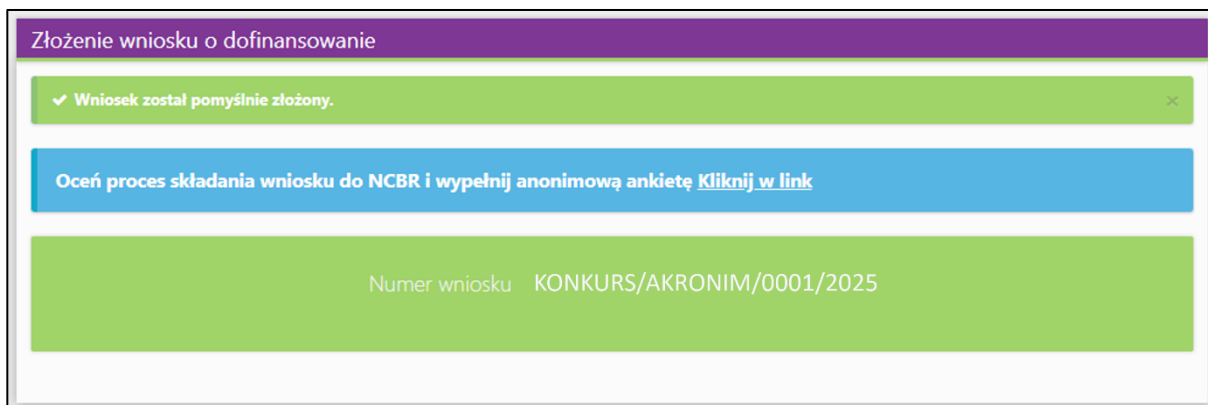 Złożenie wniosku o dofinansowanie
✔ Wniosek został pomyślnie złożony. ×
Oceń proces składania wniosku do NCBR i wypełnij anonimową ankietę Kliknij w link
Numer wniosku KONKURS/AKRONIM/0001/2025